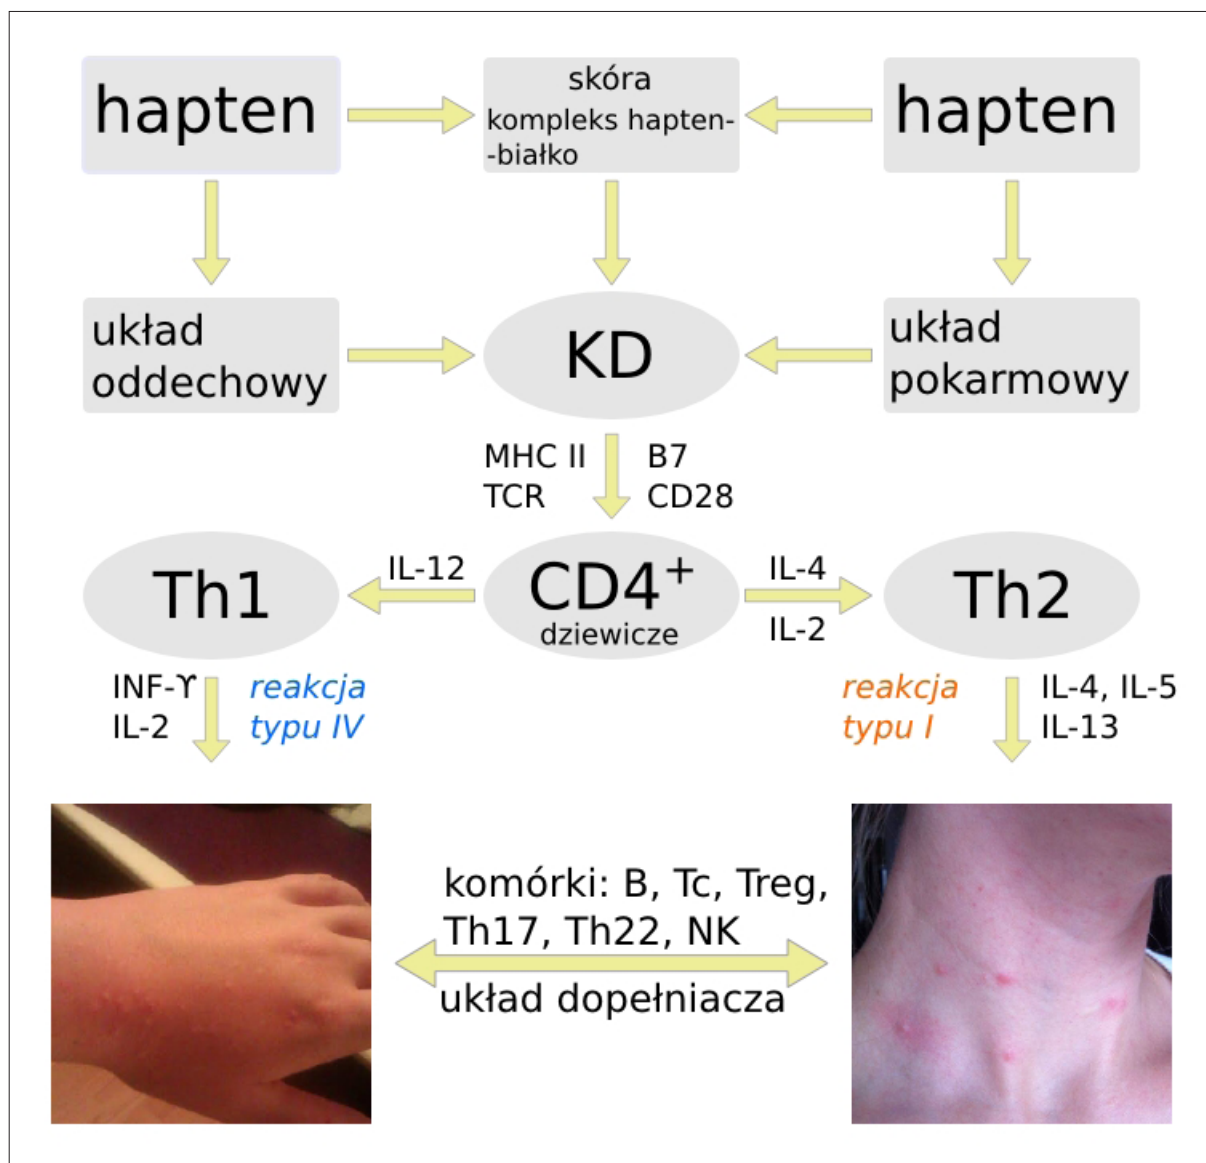 hapten
skóra
kompleks hapten-
-białko
hapten
układ
oddechowy
KD
układ
pokarmowy
MHC II
TCR
B7
CD28
Th1
IL-12
CD4+
dziewicze
IL-4
IL-2
Th2
INF-ϒ
IL-2
reakcja
typu IV
reakcja
typu I
IL-4, IL-5
IL-13
komórki: B, Tc, Treg,
Th17, Th22, NK
układ dopełniacza